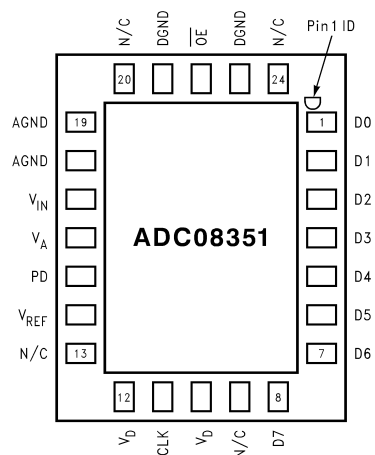 N/C DGND OE DGND N/C
Pin 1 ID
20 24
AGND 19 1 D0
AGND D1
VIN D2
VA D3
ADC08351
PD D4
VREF D5
N/C 13 7 D6
12 8
VD CLK VD N/C D7